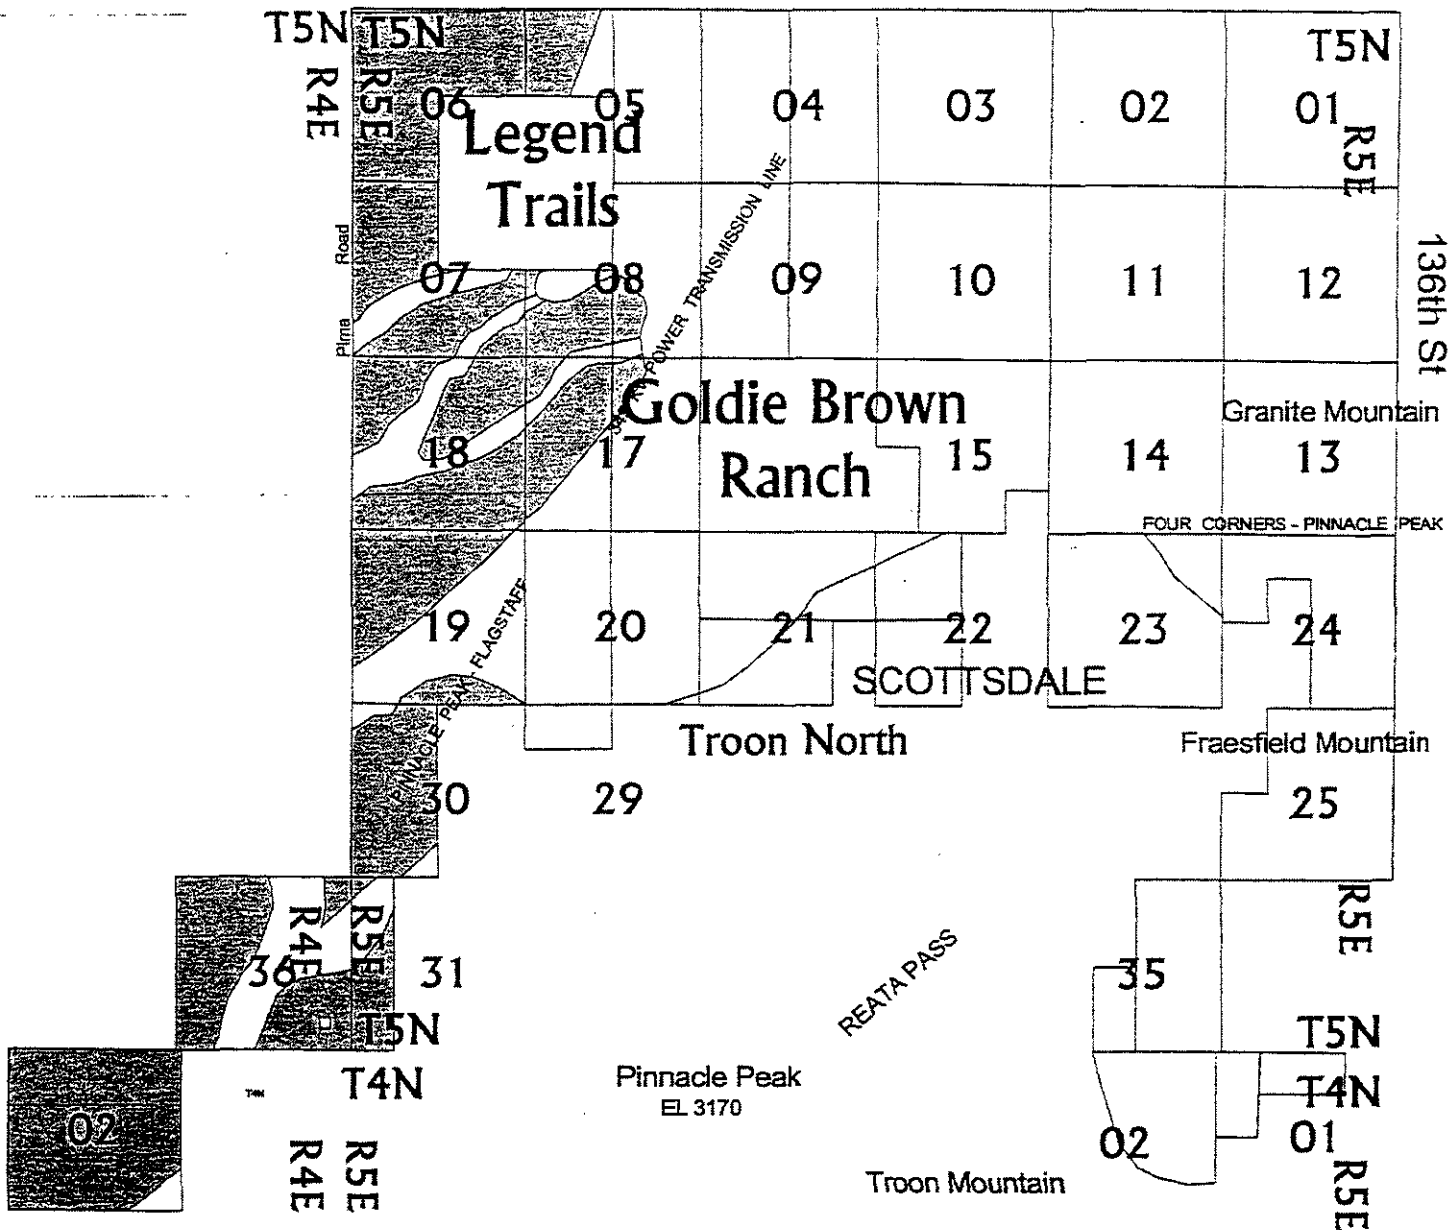 T5N T5N T5N
R4E R5E 06 05 04 03 02 01 R5E
Legend
Trails
Road
Pima
POWER TRANSMISSION LINE
07 08 09 10 11 12
136th St
Goldie Brown
Ranch
Granite Mountain
18 17 15 14 13
FOUR CORNERS - PINNACLE PEAK
PINNACLE PEAK - FLAGSTAFF
19 20 21 22 23 24
SCOTTSDALE
Troon North
Fraesfield Mountain
30 29 25
R4E R5E R5E
36 31 35
REATA PASS
T5N T5N
T4N T4N T4N
Pinnacle Peak
EL 3170
02 02 01
R4E R5E R5E
Troon Mountain